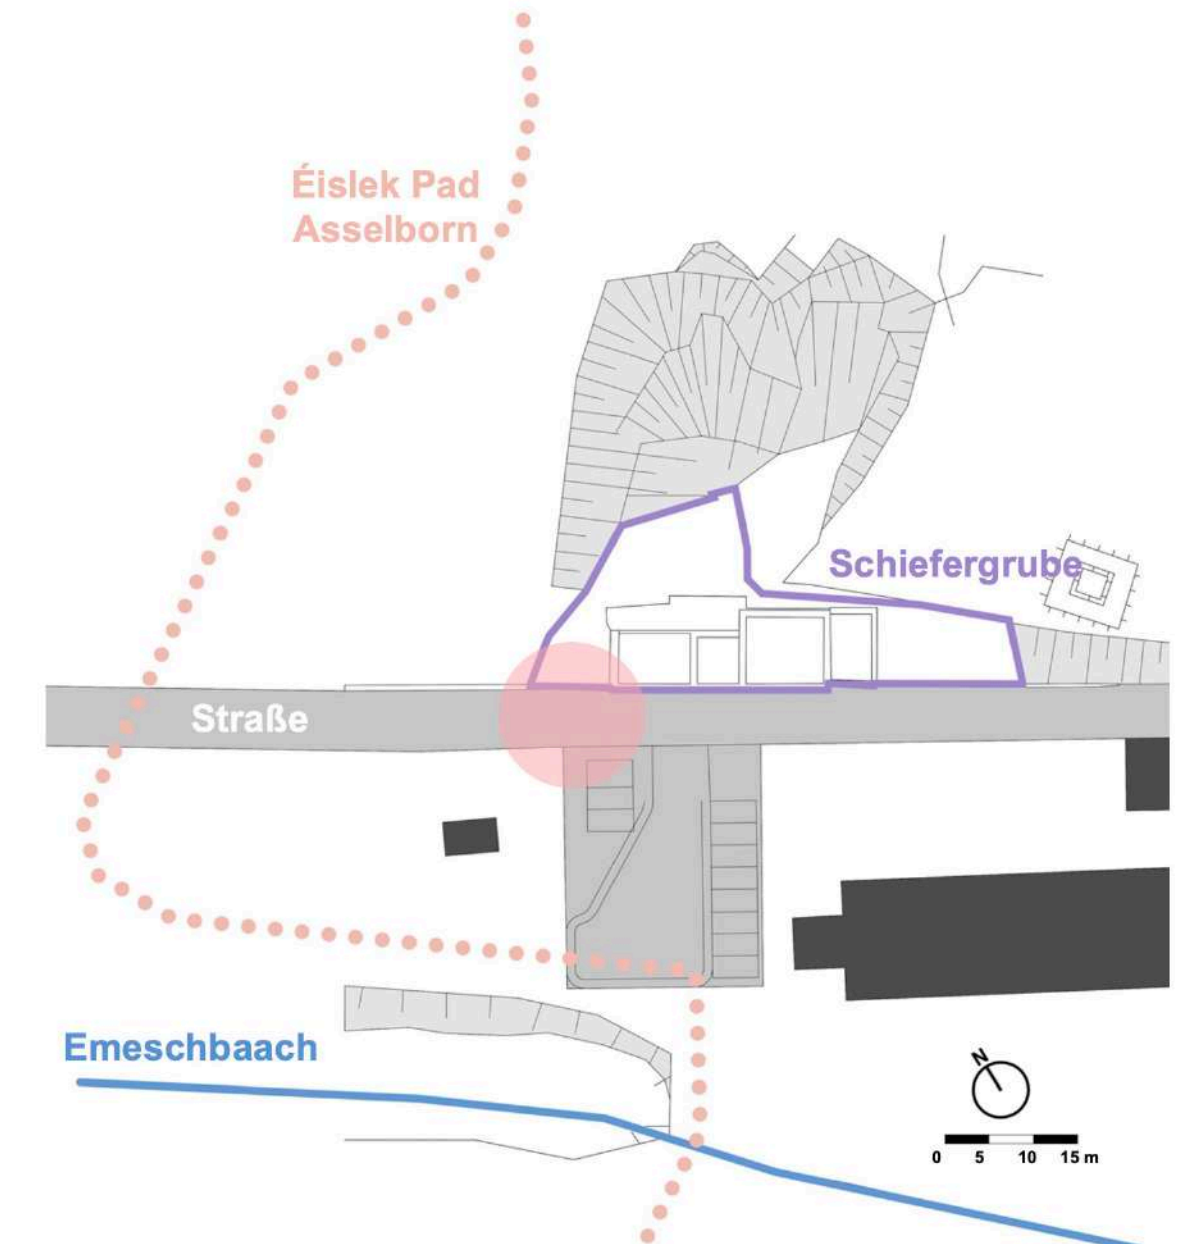 Éislek Pad
Asselborn
Schiefergrube
Straße
Emeschbaach
N
0 5 10 15 m